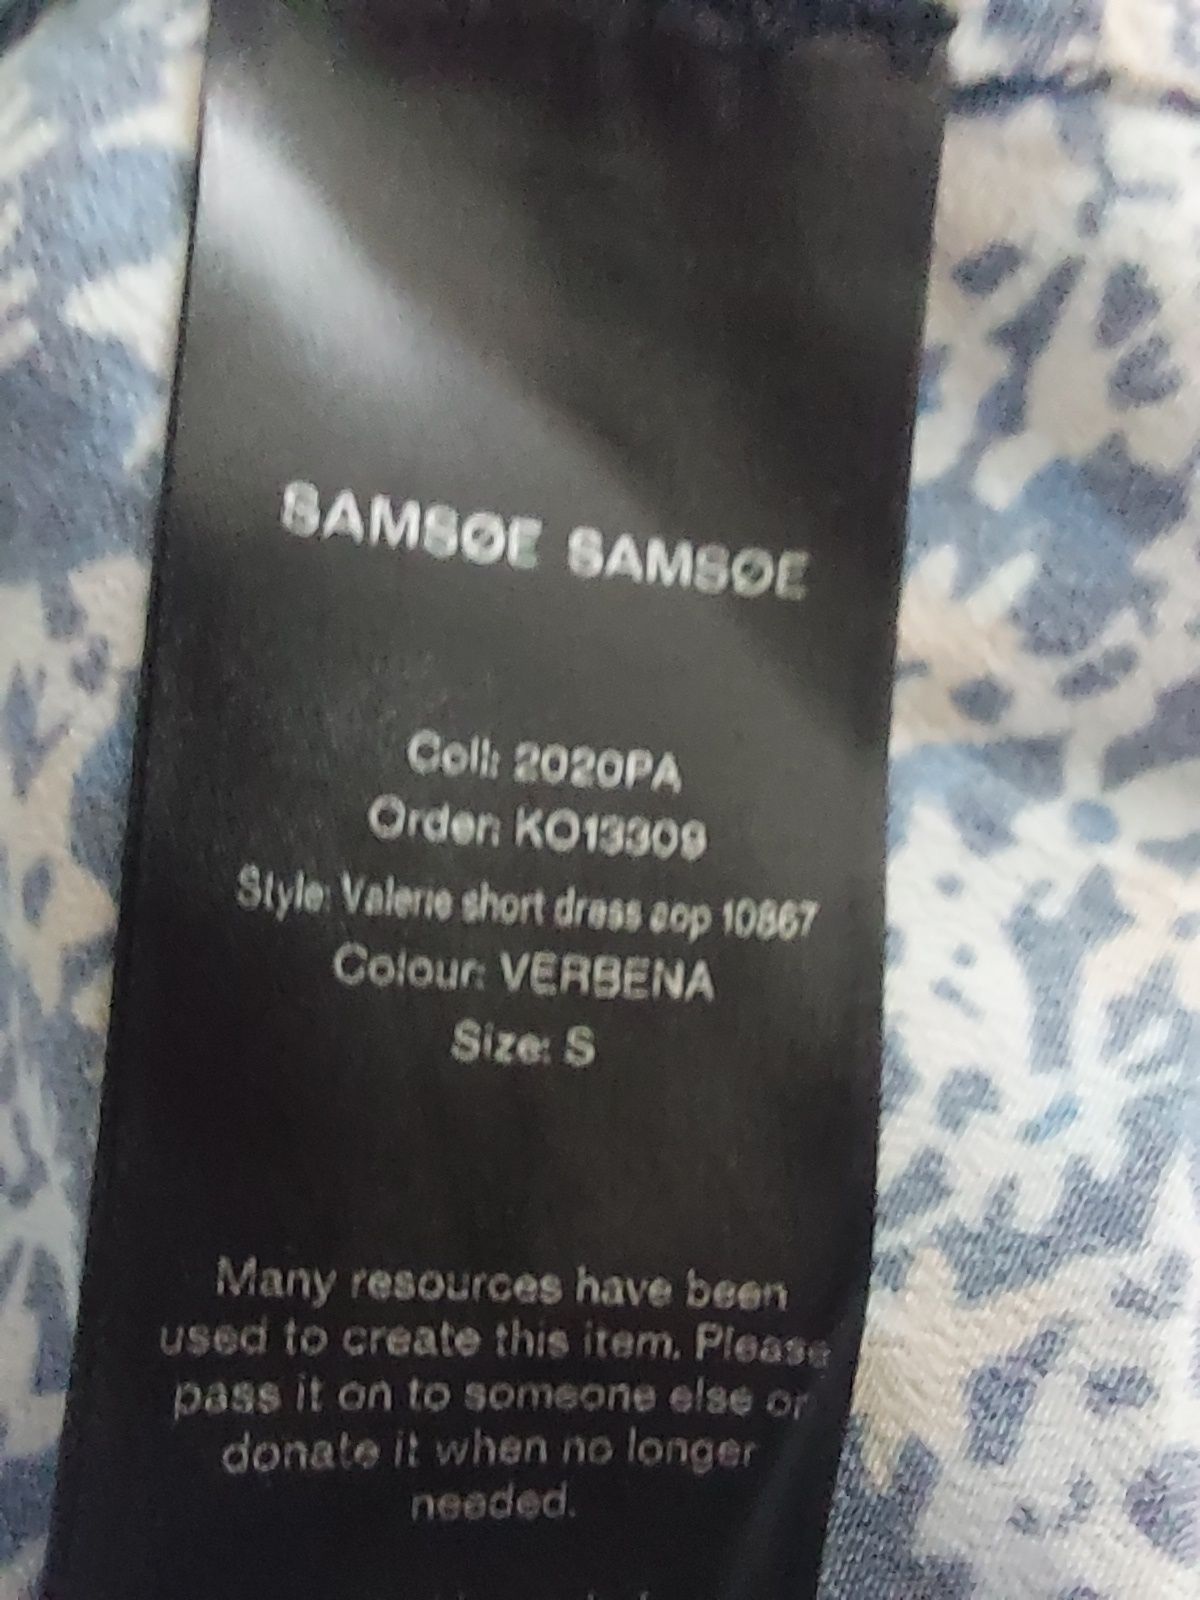 SAMSØE SAMSØE
Coll: 2020PA
Order: KO13309
Style: Valerie short dress aop 10867
Colour: VERBENA
Size: S
Many resources have been
used to create this item. Please
pass it on to someone else or
donate it when no longer
needed.